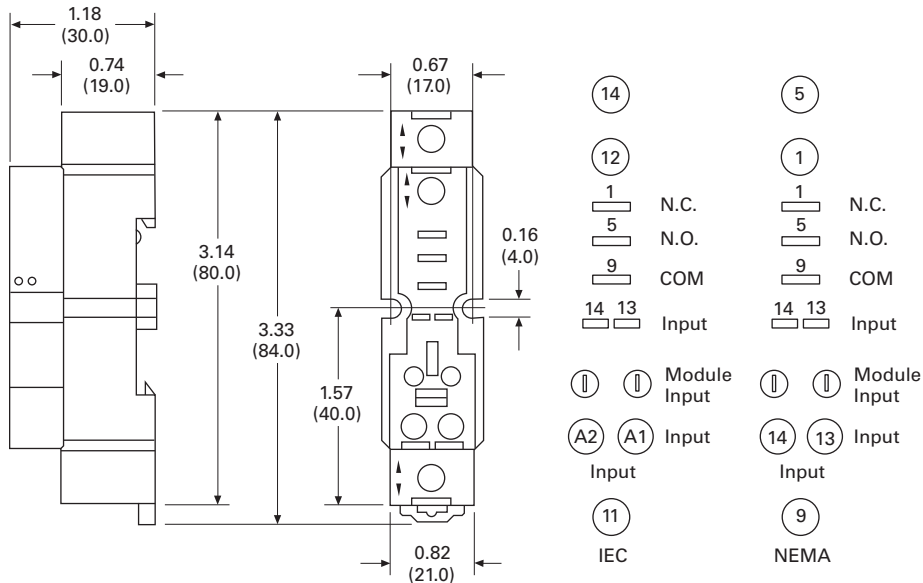 1.18
(30.0)
0.74
(19.0)
3.14
(80.0)
3.33
(84.0)
0.67
(17.0)
0.16
(4.0)
1.57
(40.0)
0.82
(21.0)
14
12
1
N.C.
5
N.O.
9
COM
14 13 Input
Module
Input
A2 A1 Input
Input
11
IEC
5
1
1
N.C.
5
N.O.
9
COM
14 13 Input
Module
Input
14 13 Input
Input
9
NEMA